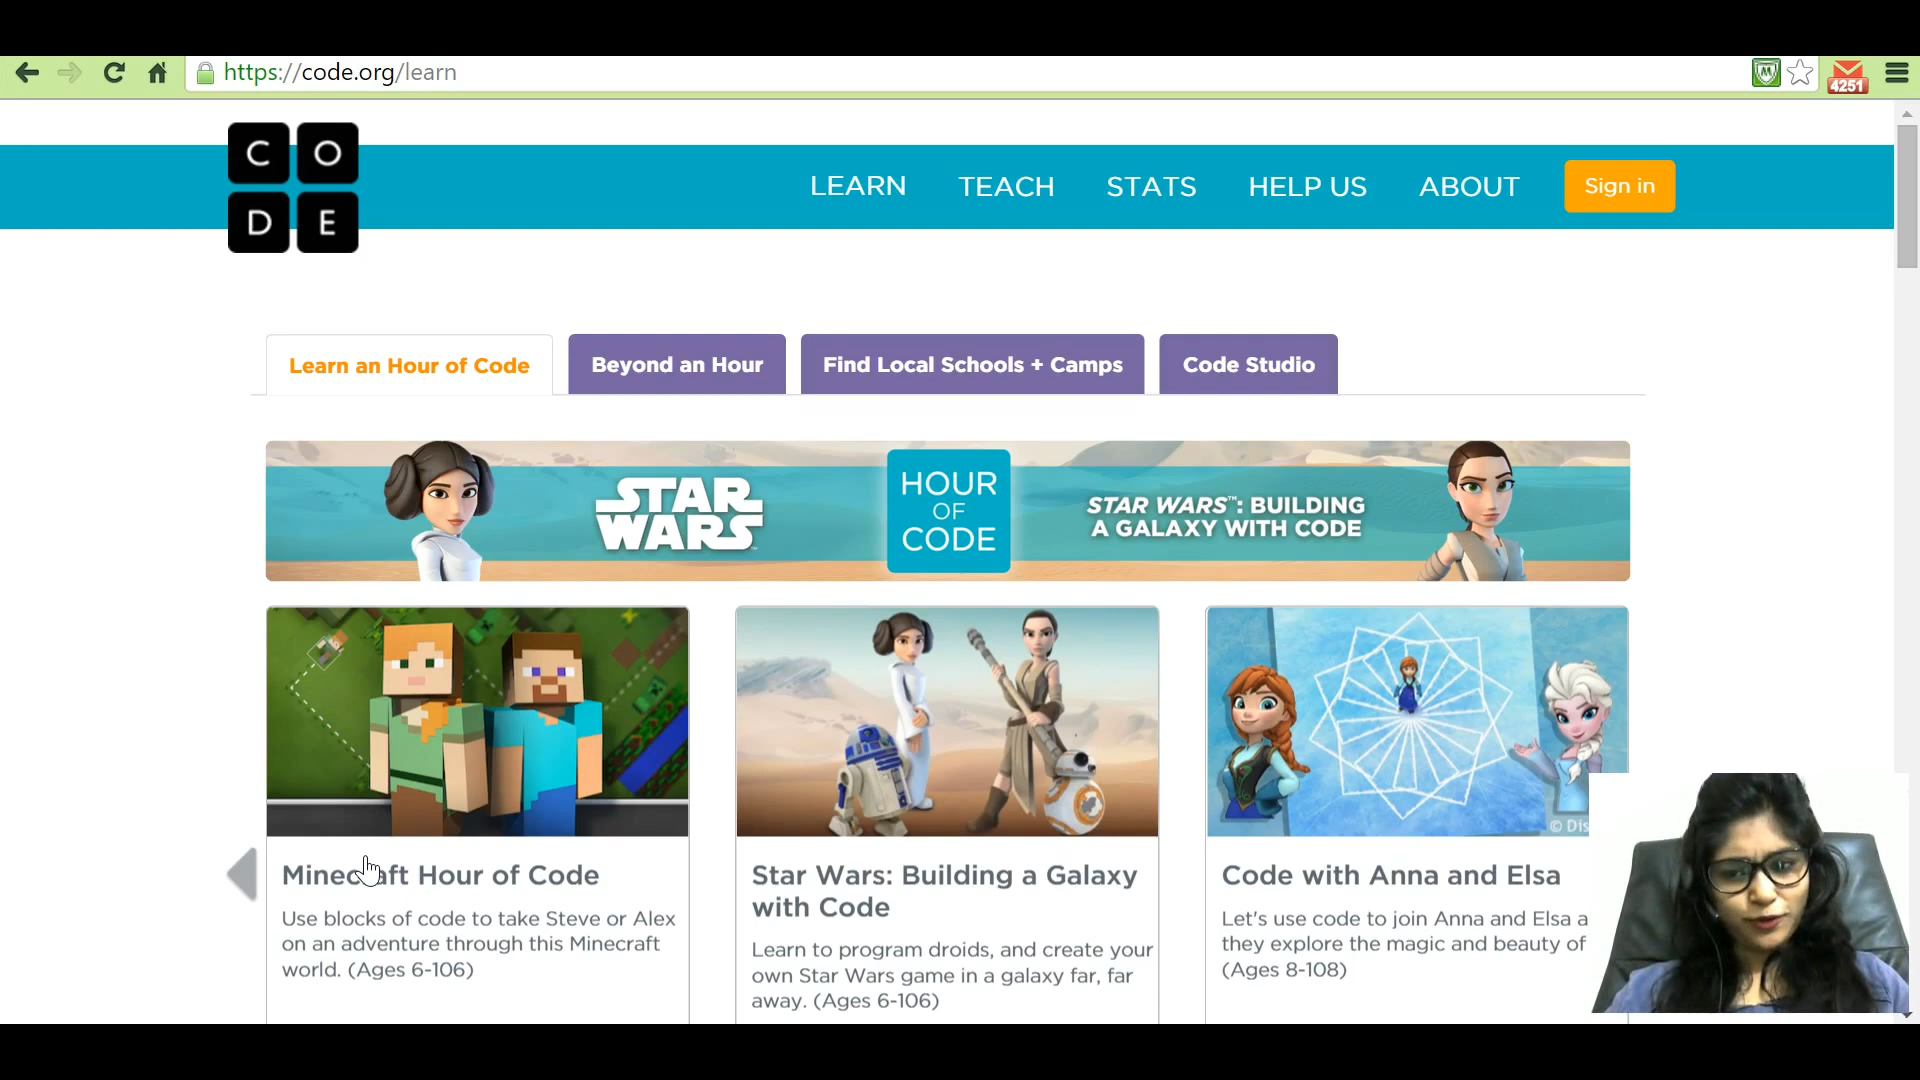 https://code.org/learn
4251
C O
D E
LEARN TEACH STATS HELP US ABOUT Sign in
Learn an Hour of Code Beyond an Hour Find Local Schools + Camps Code Studio
STAR
WARS
HOUR
OF
CODE
STAR WARS™: BUILDING
A GALAXY WITH CODE
© Dis
Minecraft Hour of Code
Use blocks of code to take Steve or Alex
on an adventure through this Minecraft
world. (Ages 6-106)
Star Wars: Building a Galaxy
with Code
Learn to program droids, and create your
own Star Wars game in a galaxy far, far
away. (Ages 6-106)
Code with Anna and Elsa
Let's use code to join Anna and Elsa a
they explore the magic and beauty of
(Ages 8-108)